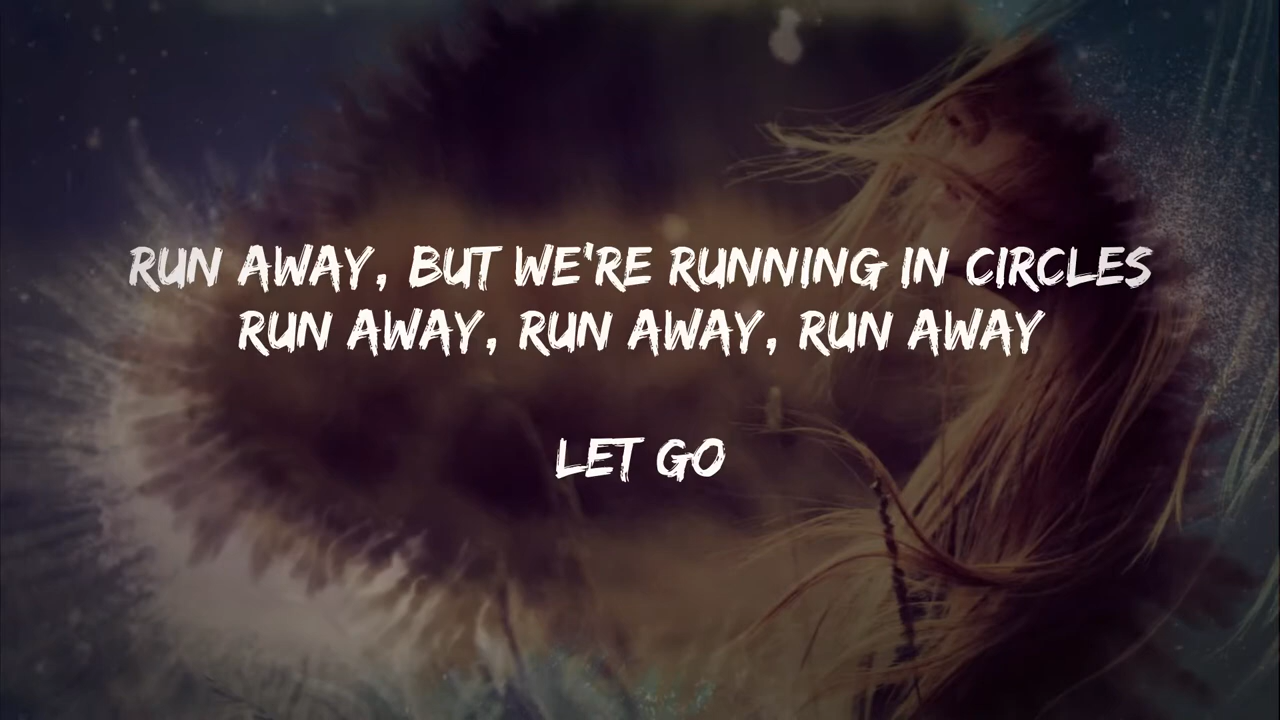 RUN AWAY, BUT WE'RE RUNNING IN CIRCLES
RUN AWAY, RUN AWAY, RUN AWAY
LET GO